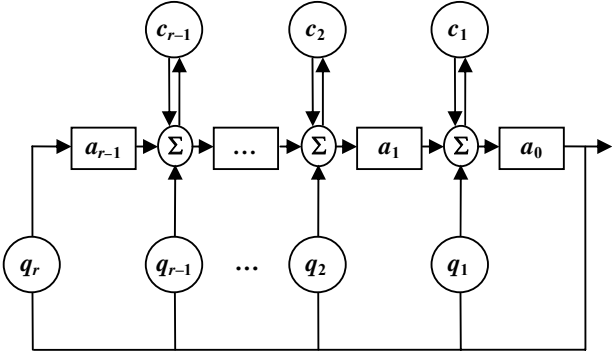 c_{r–1} c_2 c_1
a_{r–1} Σ ... Σ a_1 Σ a_0
q_r q_{r–1} ... q_2 q_1